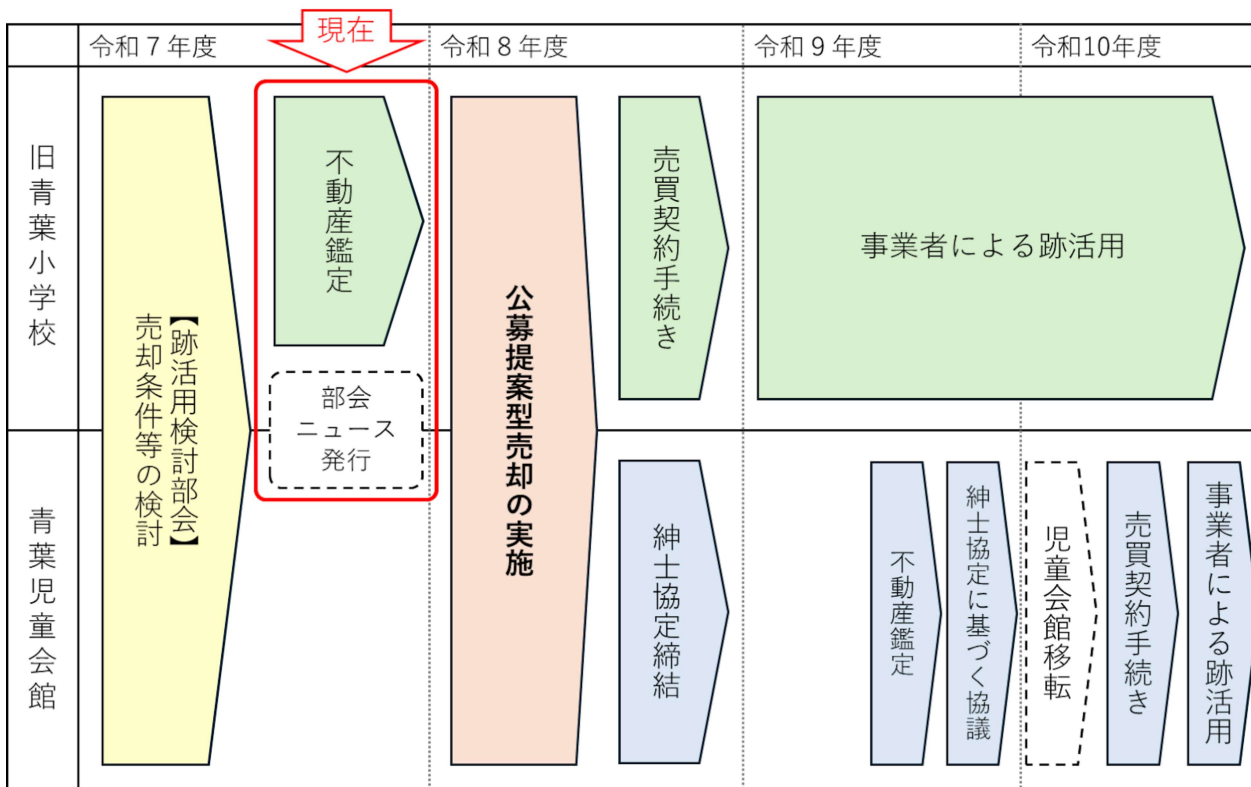 現在
令和７年度
令和８年度
令和９年度
令和10年度
旧青葉小学校
【跡活用検討部会】
売却条件等の検討
不動産鑑定
部会
ニュース
発行
公募提案型売却の実施
売買契約手続き
事業者による跡活用
青葉児童会館
紳士協定締結
不動産鑑定
紳士協定に基づく協議
児童会館移転
売買契約手続き
事業者による跡活用